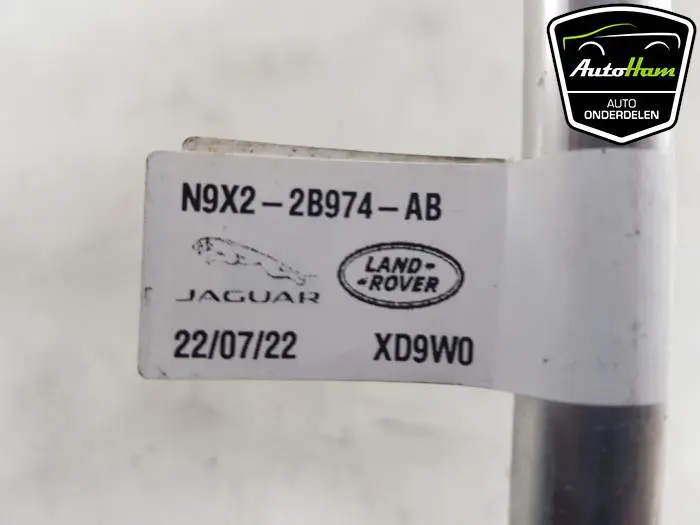 AutoHam
AUTO
ONDERDELEN
N9X2-2B974-AB
JAGUAR
LAND-
-ROVER
22/07/22 XD9W0